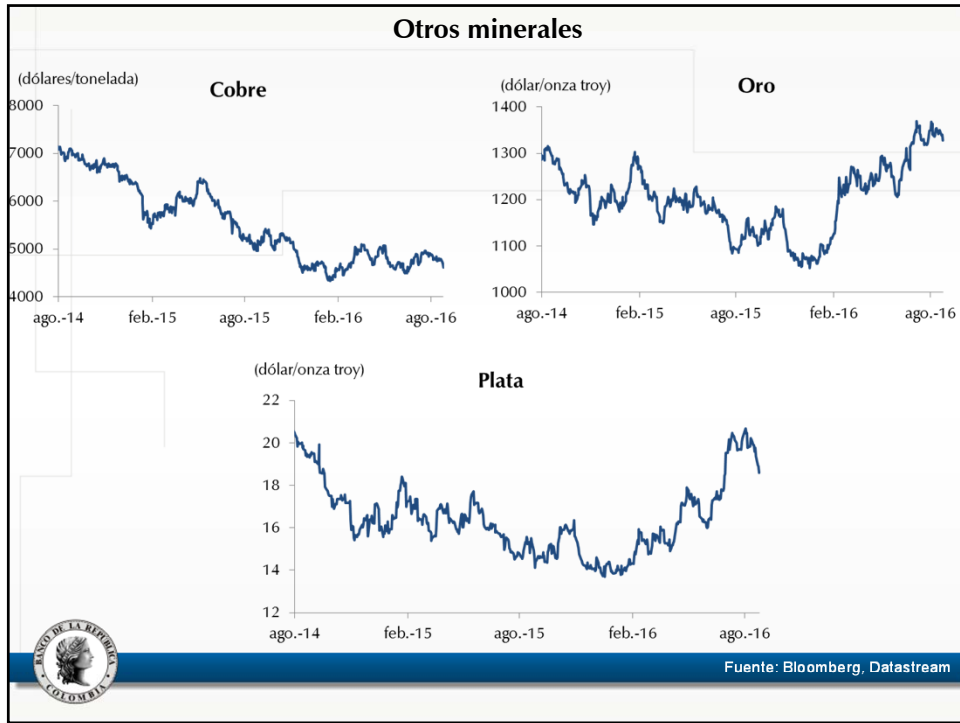 Otros minerales
(dólares/tonelada)
Cobre
8000
7000
6000
5000
4000
ago.-14 feb.-15 ago.-15 feb.-16 ago.-16
(dólar/onza troy)
Oro
1400
1300
1200
1100
1000
ago.-14 feb.-15 ago.-15 feb.-16 ago.-16
(dólar/onza troy)
Plata
22
20
18
16
14
12
ago.-14 feb.-15 ago.-15 feb.-16 ago.-16
BANCO DE LA REPÚBLICA
COLOMBIA
Fuente: Bloomberg, Datastream